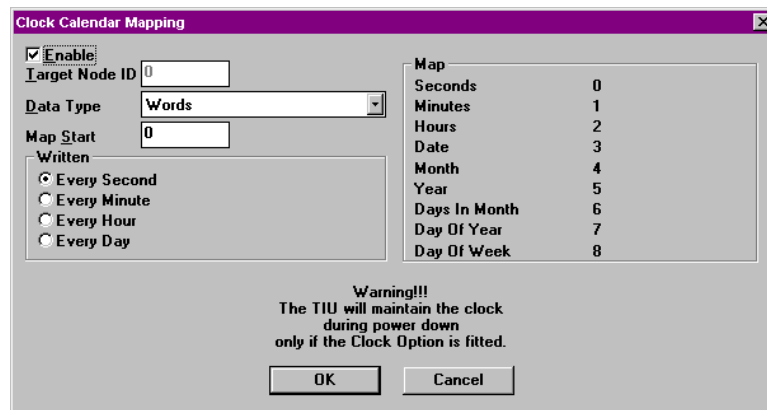 Clock Calendar Mapping
Enable
Target Node ID 0
Data Type Words
Map Start 0
Written
Every Second
Every Minute
Every Hour
Every Day
Map
Seconds 0
Minutes 1
Hours 2
Date 3
Month 4
Year 5
Days In Month 6
Day Of Year 7
Day Of Week 8
Warning!!!
The TIU will maintain the clock
during power down
only if the Clock Option is fitted.
OK Cancel